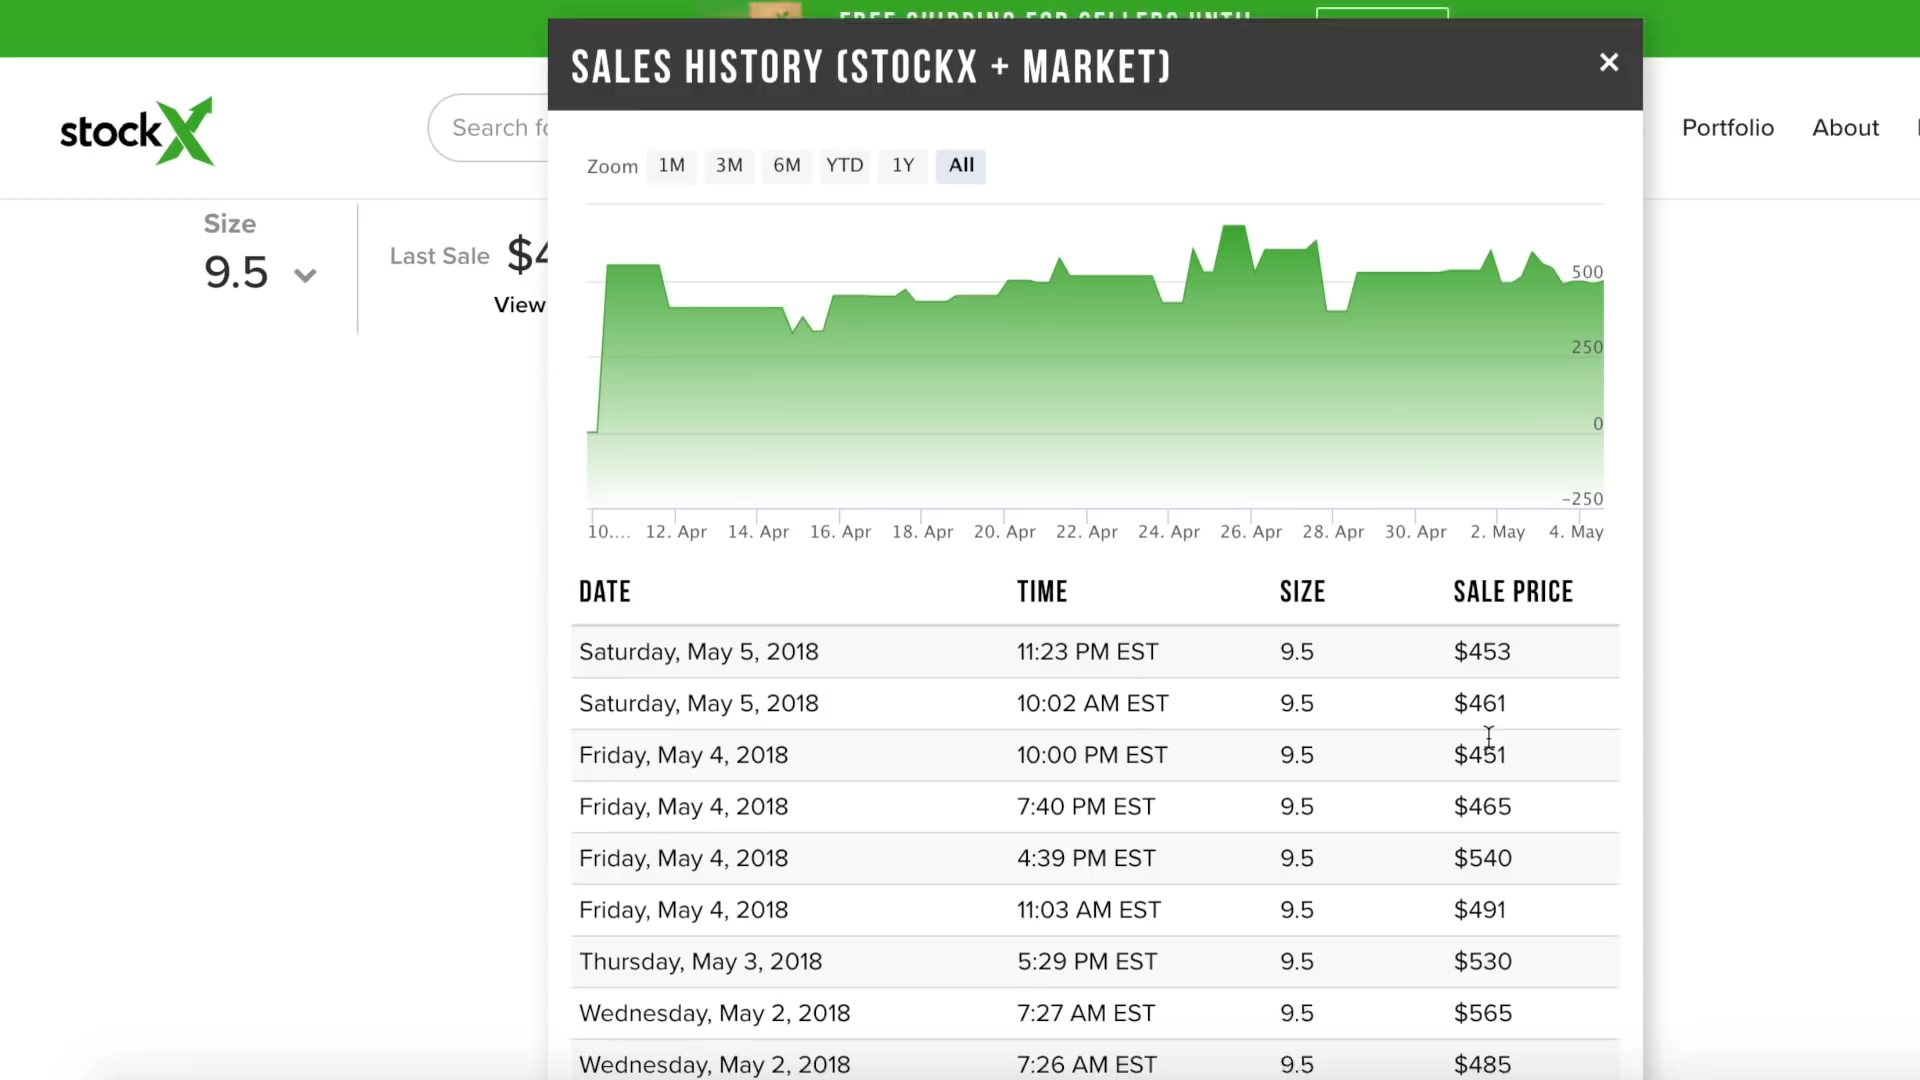 FREE SHIPPING FOR SELLERS UNTIL
SALES HISTORY (STOCKX + MARKET)
×
stockX
Search fo
Portfolio
About
Size
9.5
Last Sale $4
View
Zoom 1M 3M 6M YTD 1Y All
500
250
0
-250
10.... 12. Apr 14. Apr 16. Apr 18. Apr 20. Apr 22. Apr 24. Apr 26. Apr 28. Apr 30. Apr 2. May 4. May
DATE TIME SIZE SALE PRICE
Saturday, May 5, 2018 11:23 PM EST 9.5 $453
Saturday, May 5, 2018 10:02 AM EST 9.5 $461
Friday, May 4, 2018 10:00 PM EST 9.5 $451
Friday, May 4, 2018 7:40 PM EST 9.5 $465
Friday, May 4, 2018 4:39 PM EST 9.5 $540
Friday, May 4, 2018 11:03 AM EST 9.5 $491
Thursday, May 3, 2018 5:29 PM EST 9.5 $530
Wednesday, May 2, 2018 7:27 AM EST 9.5 $565
Wednesday, May 2, 2018 7:26 AM EST 9.5 $485